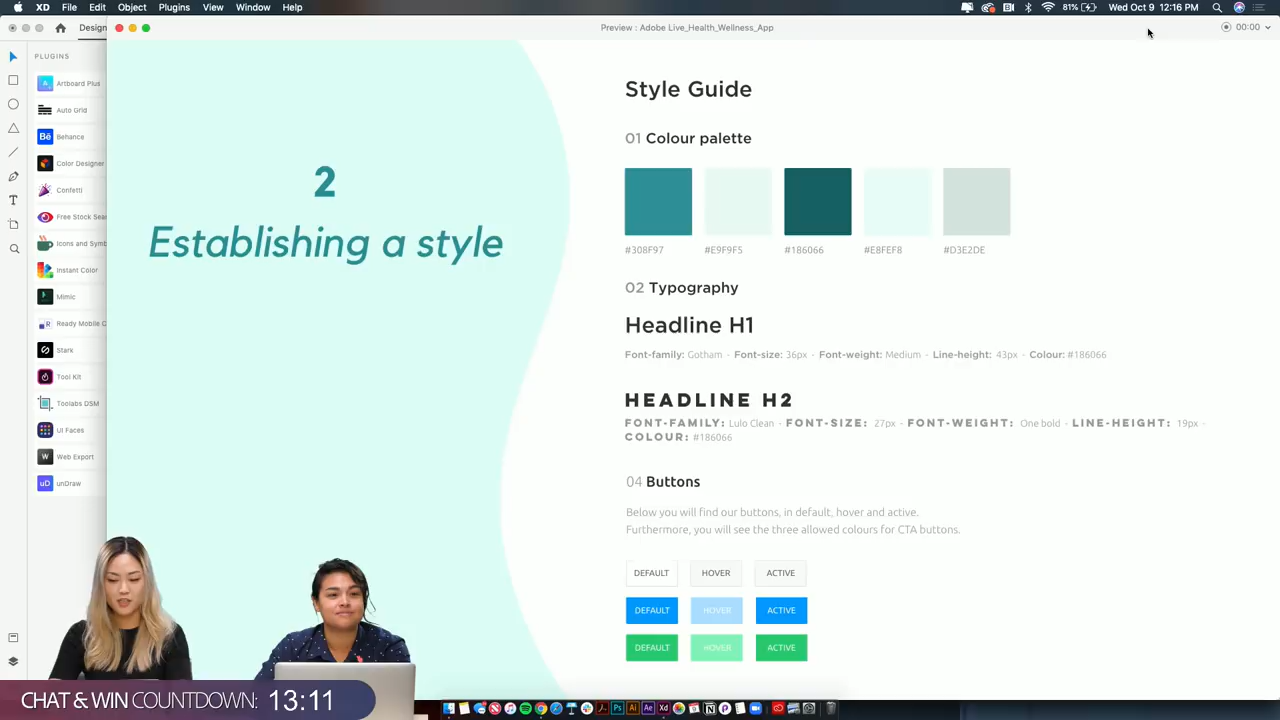 XD File Edit Object Plugins View Window Help
81% Wed Oct 9 12:16 PM
Design
Preview : Adobe Live_Health_Wellness_App
00:00
PLUGINS
Artboard Plus
Auto Grid
Behance
Color Designer
Confetti
Free Stock Sea
Icons and Symb
Instant Color
Mimic
Ready Mobile
Stark
Tool Kit
Toolabs DSM
UI Faces
Web Export
unDraw
2
Establishing a style
Style Guide
01 Colour palette
#308F97 #E9F9F5 #186066 #E8FEF8 #D3E2DE
02 Typography
Headline H1
Font-family: Gotham - Font-size: 36px - Font-weight: Medium - Line-height: 43px - Colour: #186066
HEADLINE H2
FONT-FAMILY: Lulo Clean - FONT-SIZE: 27px - FONT-WEIGHT: One bold - LINE-HEIGHT: 19px -
COLOUR: #186066
04 Buttons
Below you will find our buttons, in default, hover and active.
Furthermore, you will see the three allowed colours for CTA buttons.
DEFAULT HOVER ACTIVE
DEFAULT HOVER ACTIVE
DEFAULT HOVER ACTIVE
CHAT & WIN COUNTDOWN: 13:11